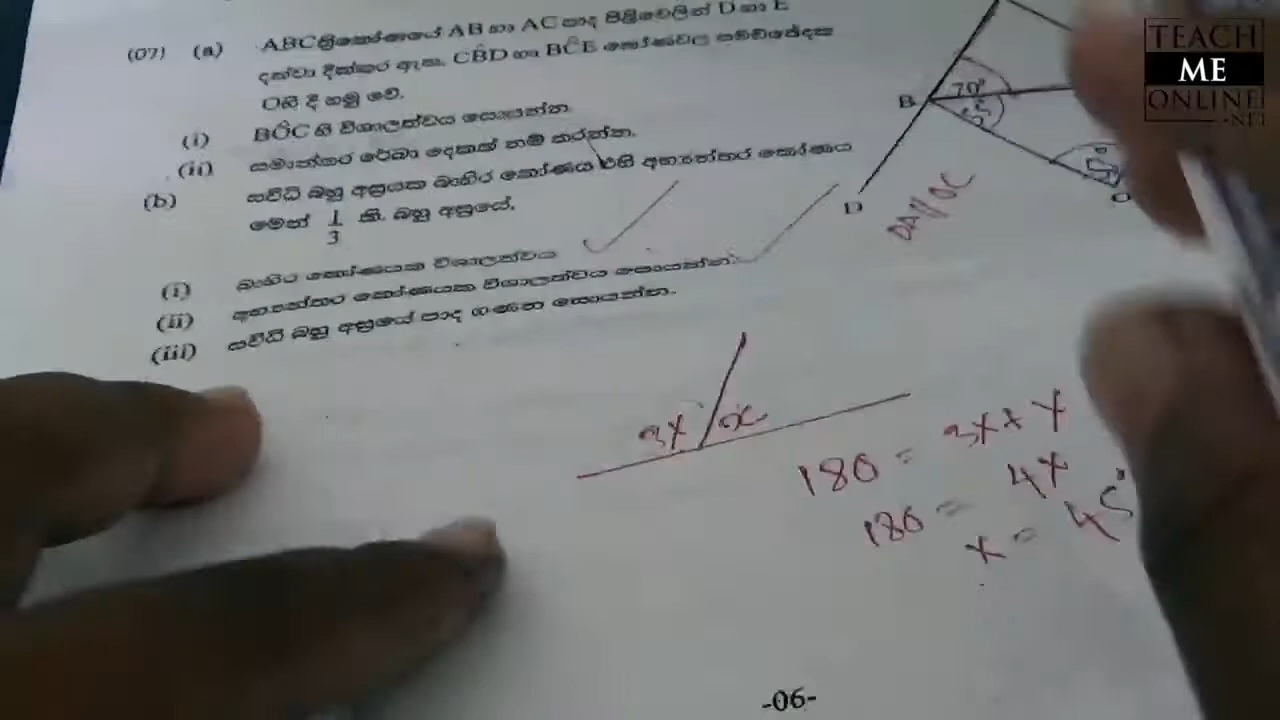 (07) (a) ABC ත්‍රිකෝණයේ AB හා AC පාද පිළිවෙලින් D හා E
දක්වා දික්කර ඇත. CB̂D හා BĈE කෝණවල සමච්ඡේදක
O හි දී හමු වේ.
(i) BÔC හි විශාලත්වය සොයන්න.
(ii) සමාන්තර රේඛා දෙකක් නම් කරන්න.
(b) සවිධි බහු අස්‍රයක බාහිර කෝණය එහි අභ්‍යන්තර කෝණය
මෙන් 1/3 කි. බහු අස්‍රයේ,
(i) බාහිර කෝණයක විශාලත්වය
(ii) අභ්‍යන්තර කෝණයක විශාලත්වය සොයන්න.
(iii) සවිධි බහු අස්‍රයේ පාද ගණන සොයන්න.
B 70°
55
D
DA//OC
3x / x
180 = 3x + x
180 = 4x
x = 45°
-06-
TEACH
ME
ONLINE
.NET